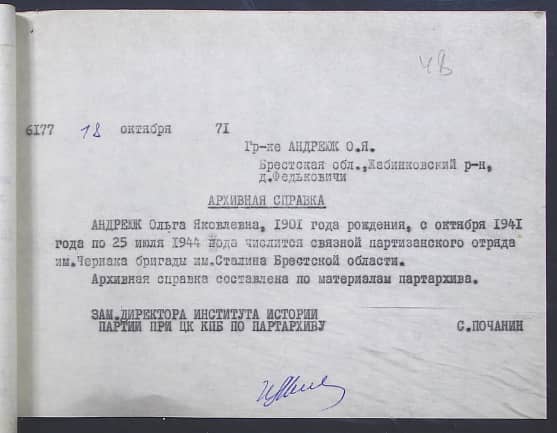 48
6177 18 октября 71
Гр-ке АНДРЕЮК О.Я.
Брестская обл.,Жабинковский р-н,
д.Федьковичи
АРХИВНАЯ СПРАВКА
АНДРЕЮК Ольга Яковлевна, 1901 года рождения, с октября 1941
года по 25 июля 1944 года числится связной партизанского отряда
им.Чернака бригады им.Сталина Брестской области.
Архивная справка составлена по материалам партархива.
ЗАМ.ДИРЕКТОРА ИНСТИТУТА ИСТОРИИ
ПАРТИИ ПРИ ЦК КПБ ПО ПАРТАРХИВУ С.ПОЧАНИН